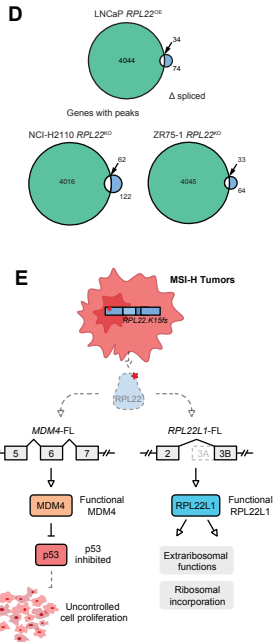 D
LNCaP RPL22OE
34
4044
74
Δ spliced
Genes with peaks
NCI-H2110 RPL22KO
ZR75-1 RPL22KO
62
33
4016
4045
122
64
E
MSI-H Tumors
RPL22.K15fs
RPL22
MDM4-FL
RPL22L1-FL
5
6
7
2
3A
3B
MDM4
Functional
MDM4
RPL22L1
Functional
RPL22L1
p53
p53
inhibited
Extraribosomal
functions
Ribosomal
incorporation
Uncontrolled
cell proliferation